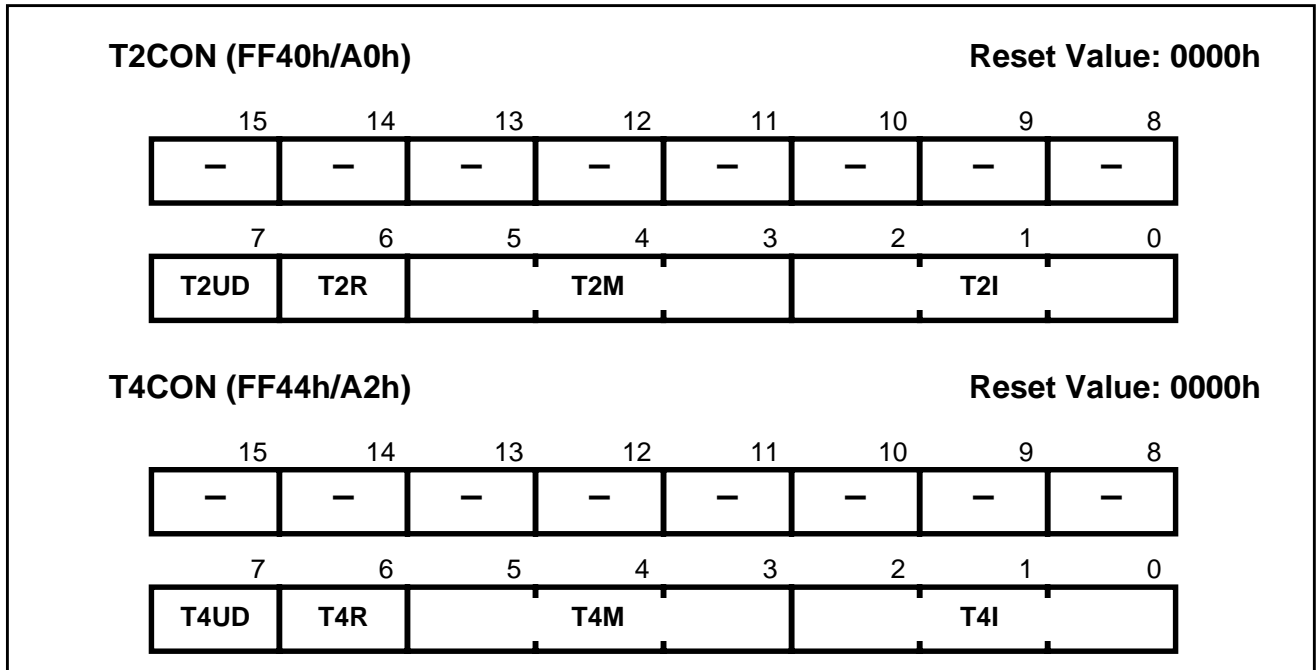 T2CON (FF40h/A0h) Reset Value: 0000h
15 14 13 12 11 10 9 8
– – – – – – – –
7 6 5 4 3 2 1 0
T2UD T2R T2M T2I
T4CON (FF44h/A2h) Reset Value: 0000h
15 14 13 12 11 10 9 8
– – – – – – – –
7 6 5 4 3 2 1 0
T4UD T4R T4M T4I